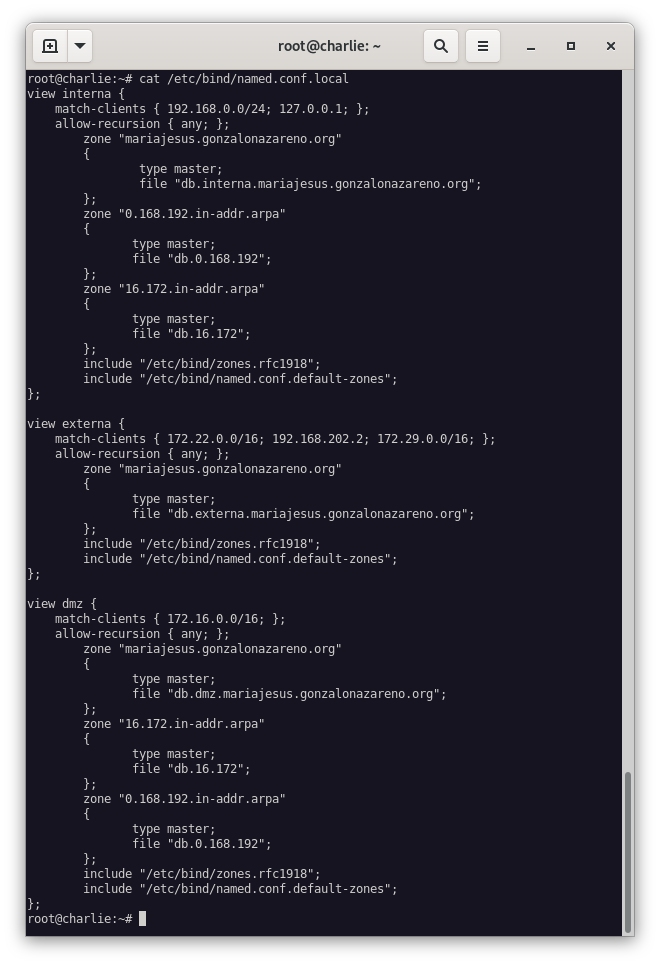 root@charlie: ~
root@charlie:~# cat /etc/bind/named.conf.local
view interna {
    match-clients { 192.168.0.0/24; 127.0.0.1; };
    allow-recursion { any; };
        zone "mariajesus.gonzalonazareno.org"
        {
                type master;
                file "db.interna.mariajesus.gonzalonazareno.org";
        };
        zone "0.168.192.in-addr.arpa"
        {
               type master;
               file "db.0.168.192";
        };
        zone "16.172.in-addr.arpa"
        {
               type master;
               file "db.16.172";
        };
        include "/etc/bind/zones.rfc1918";
        include "/etc/bind/named.conf.default-zones";
};

view externa {
    match-clients { 172.22.0.0/16; 192.168.202.2; 172.29.0.0/16; };
    allow-recursion { any; };
        zone "mariajesus.gonzalonazareno.org"
        {
               type master;
               file "db.externa.mariajesus.gonzalonazareno.org";
        };
        include "/etc/bind/zones.rfc1918";
        include "/etc/bind/named.conf.default-zones";
};

view dmz {
    match-clients { 172.16.0.0/16; };
    allow-recursion { any; };
        zone "mariajesus.gonzalonazareno.org"
        {
               type master;
               file "db.dmz.mariajesus.gonzalonazareno.org";
        };
        zone "16.172.in-addr.arpa"
        {
               type master;
               file "db.16.172";
        };
        zone "0.168.192.in-addr.arpa"
        {
               type master;
               file "db.0.168.192";
        };
        include "/etc/bind/zones.rfc1918";
        include "/etc/bind/named.conf.default-zones";
};
root@charlie:~#